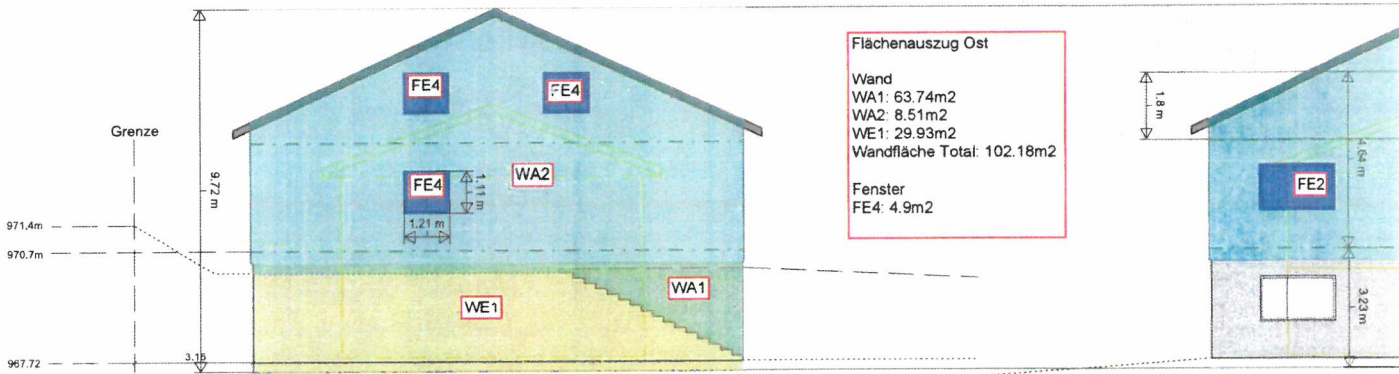 Grenze
971,4m
970.7m
967.72
9.72 m
3.15
FE4
FE4
FE4
1.11 m
1.21 m
WA2
WA1
WE1
Flächenauszug Ost
Wand
WA1: 63.74m2
WA2: 8.51m2
WE1: 29.93m2
Wandfläche Total: 102.18m2
Fenster
FE4: 4.9m2
1.8 m
4.64 m
FE2
3.23 m